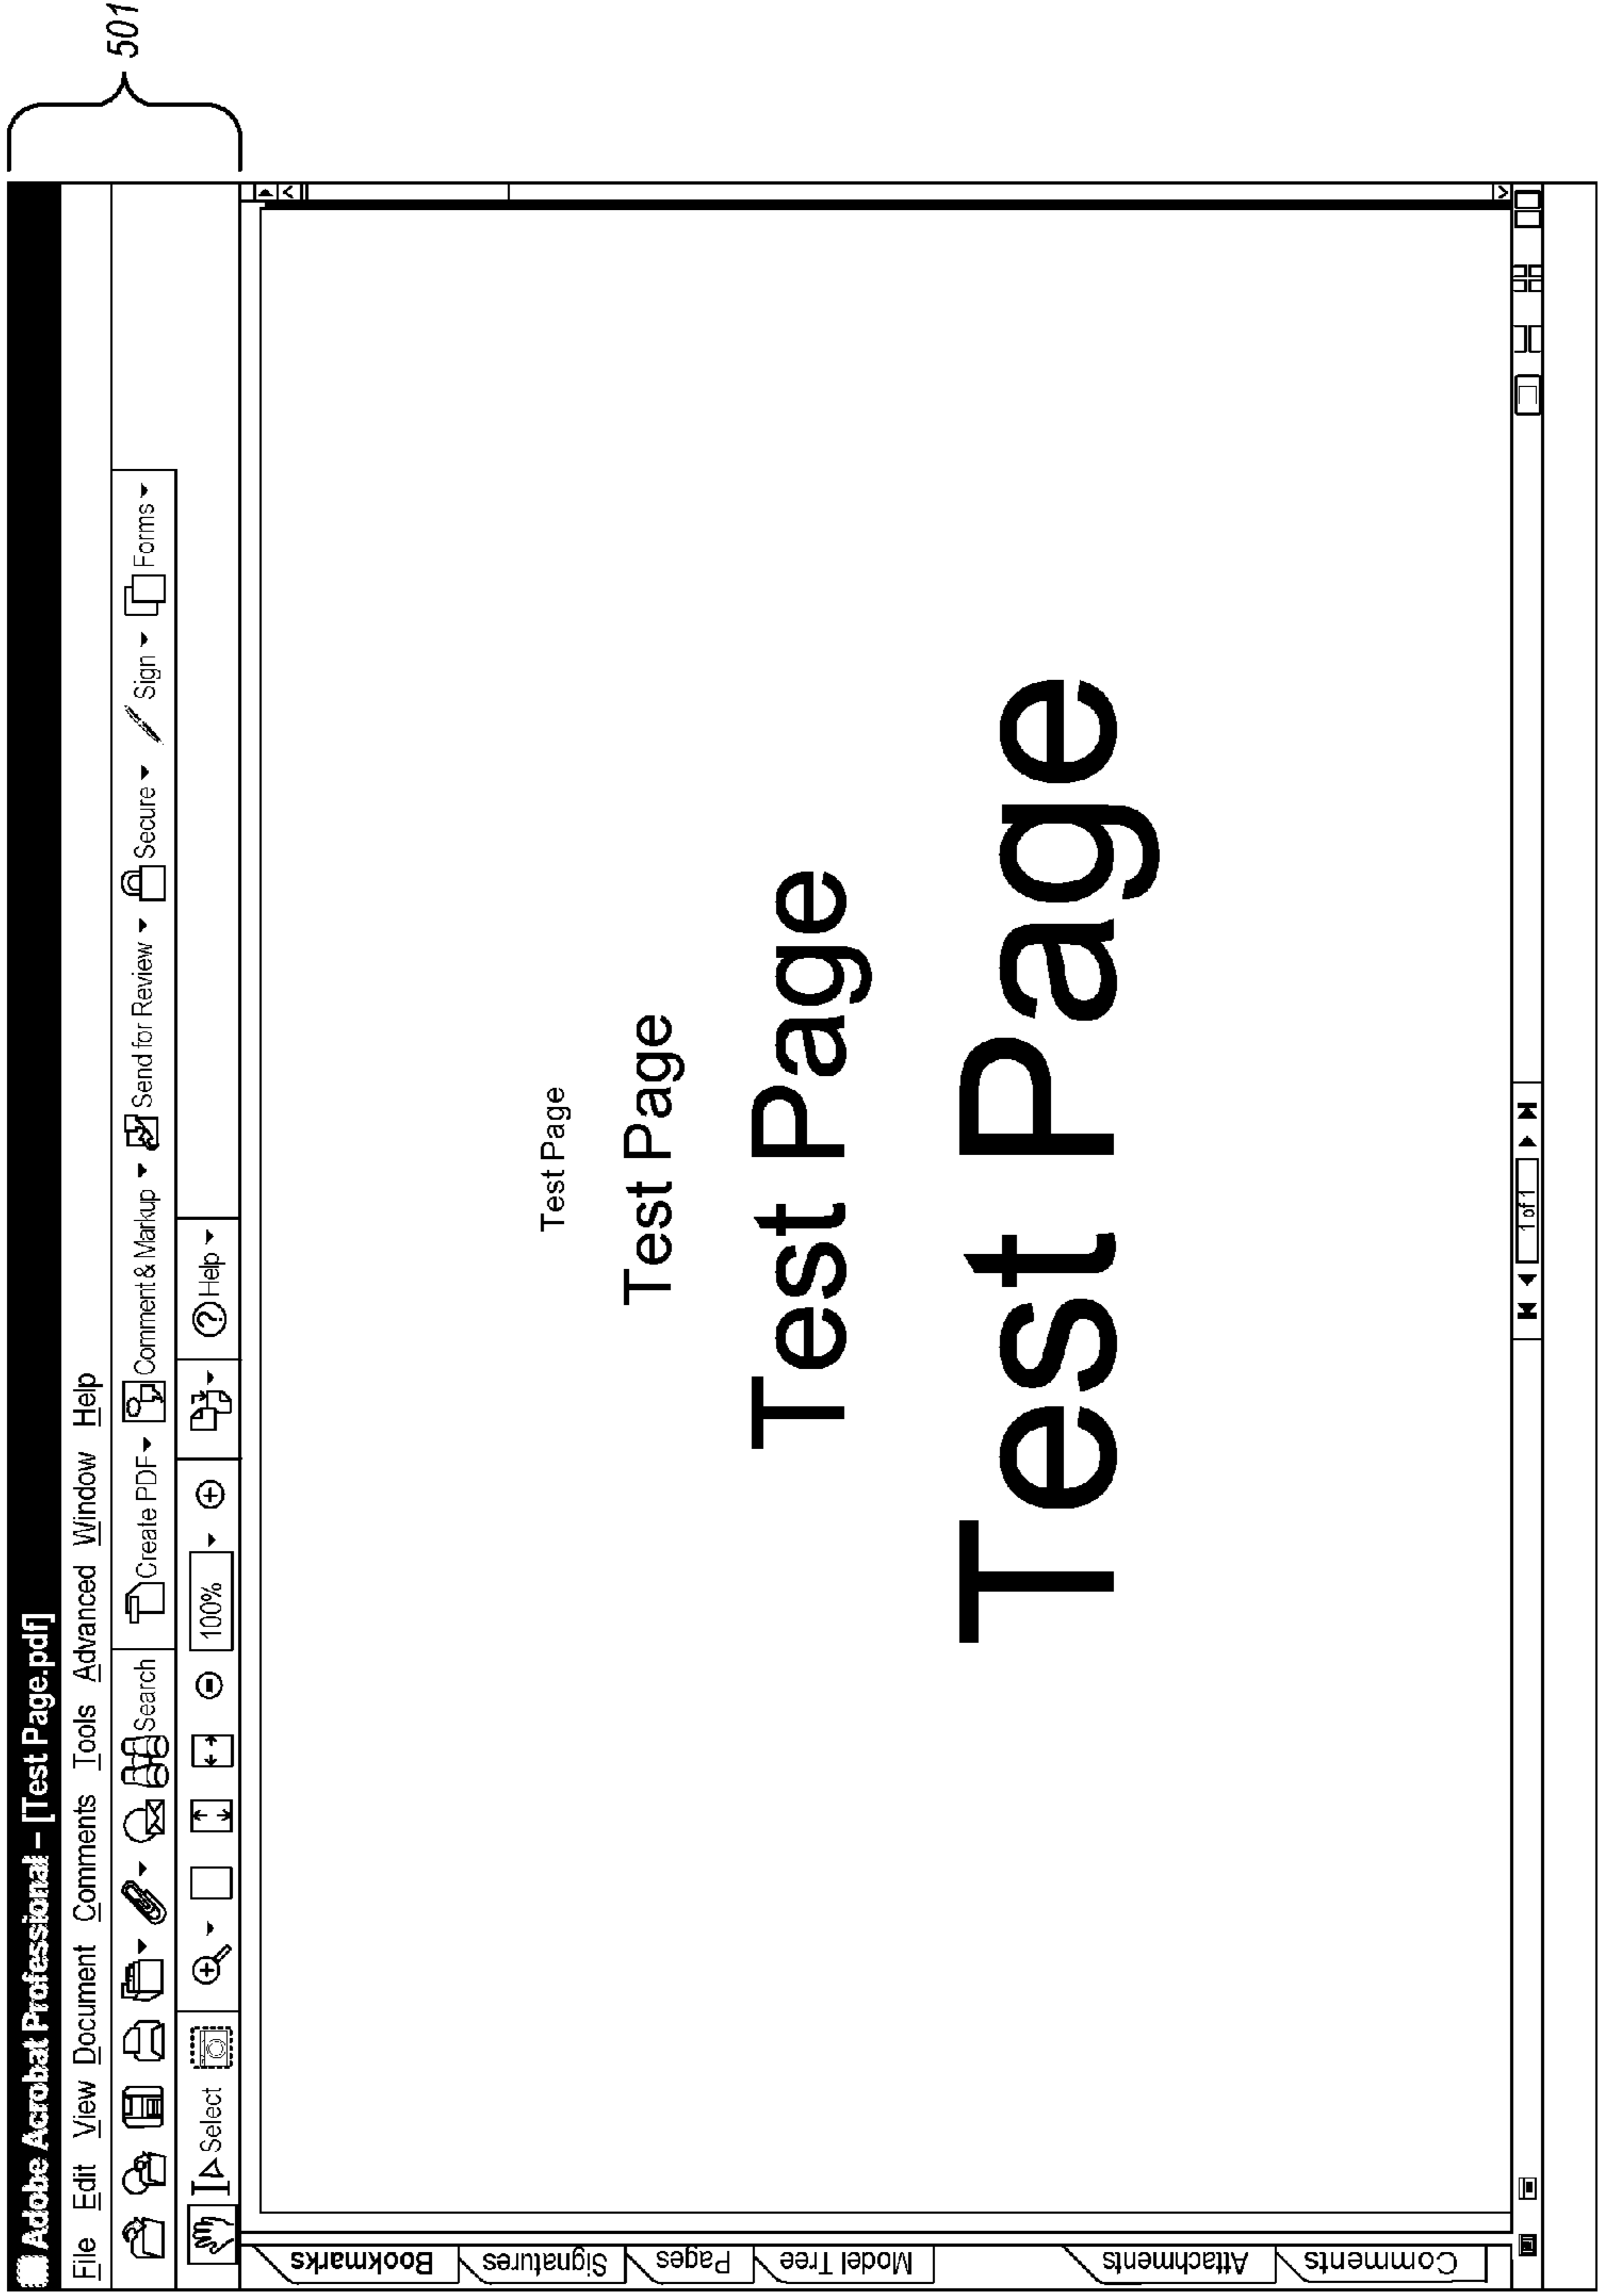 501
Adobe Acrobat Professional – [Test Page.pdf]
File Edit View Document Comments Tools Advanced Window Help
Search Create PDF Comment & Markup Send for Review Secure Sign Forms
Select 100% Help
Bookmarks
Signatures
Pages
Model Tree
Attachments
Comments
Test Page
Test Page
Test Page
Test Page
1 of 1